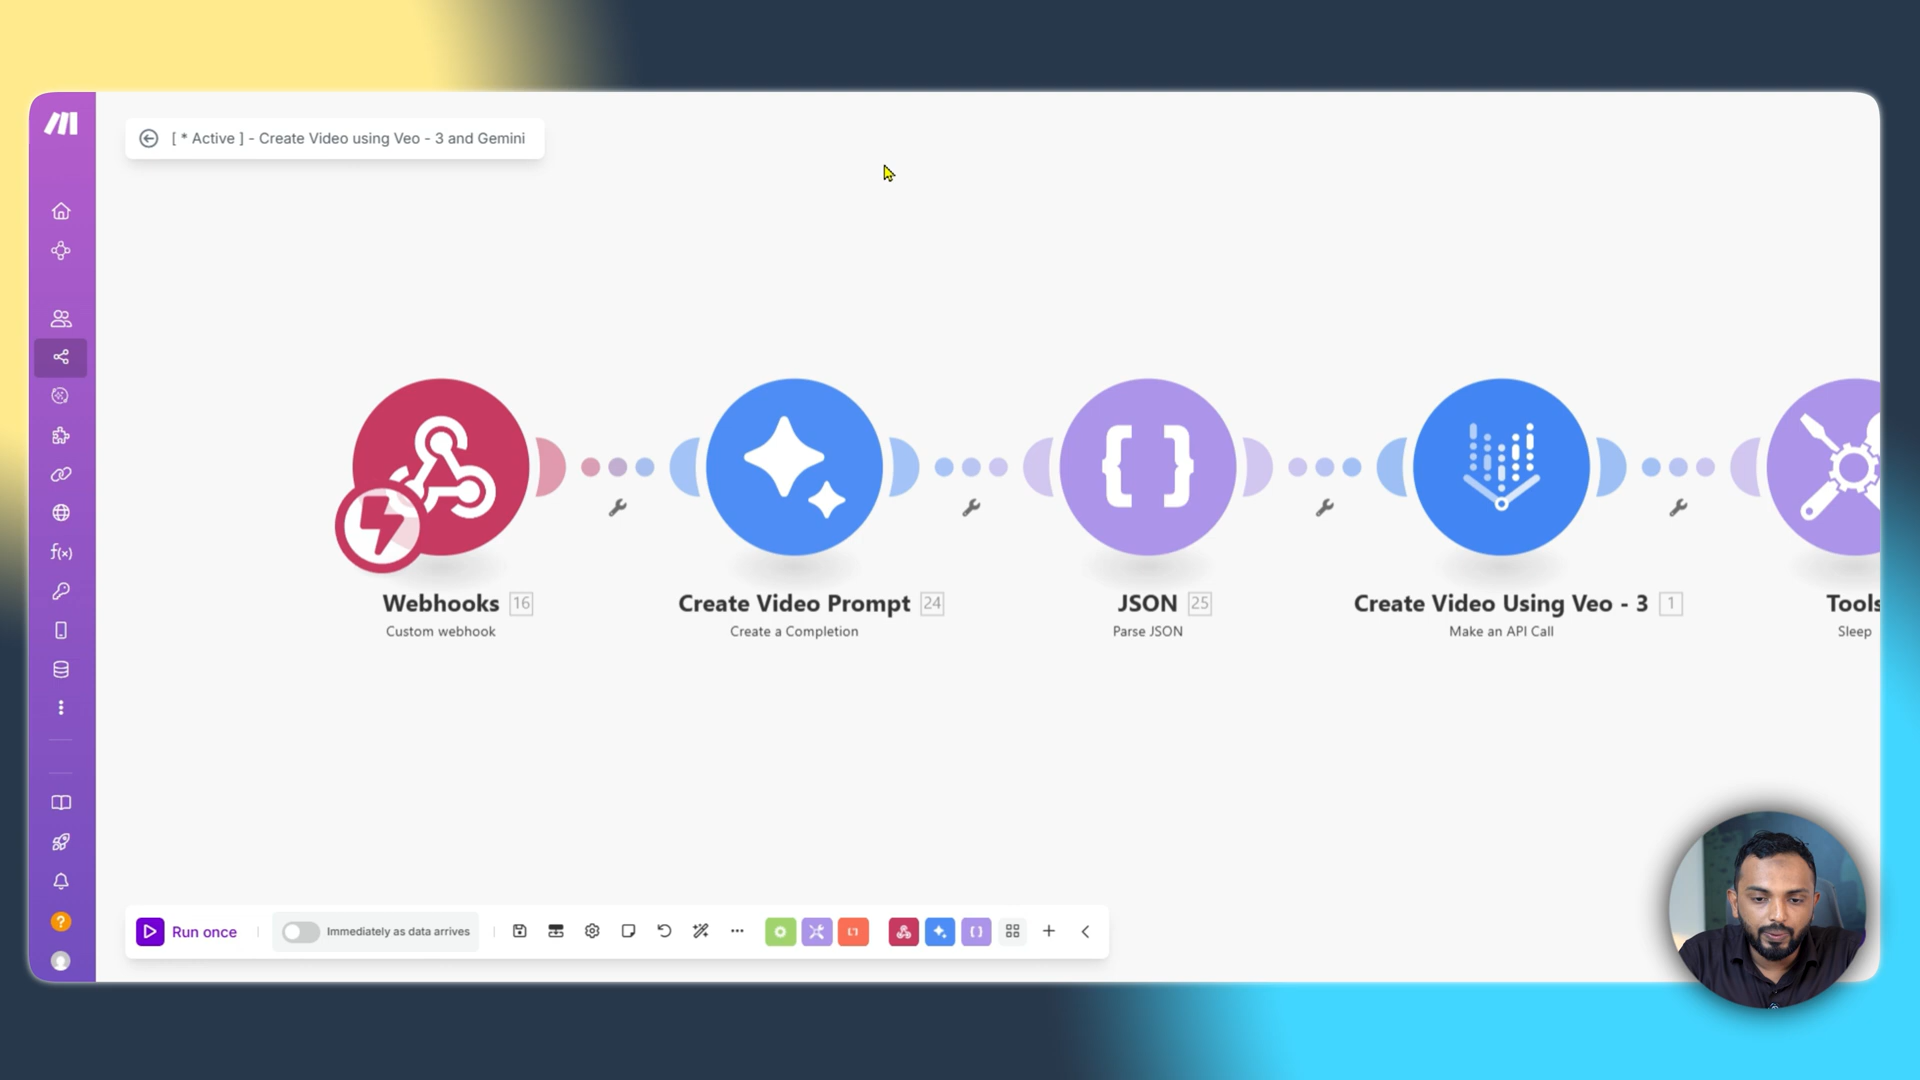 [ * Active ] - Create Video using Veo - 3 and Gemini
Webhooks 16
Custom webhook
Create Video Prompt 24
Create a Completion
JSON 25
Parse JSON
Create Video Using Veo - 3 1
Make an API Call
Tools
Sleep
f(x)
?
Run once
Immediately as data arrives